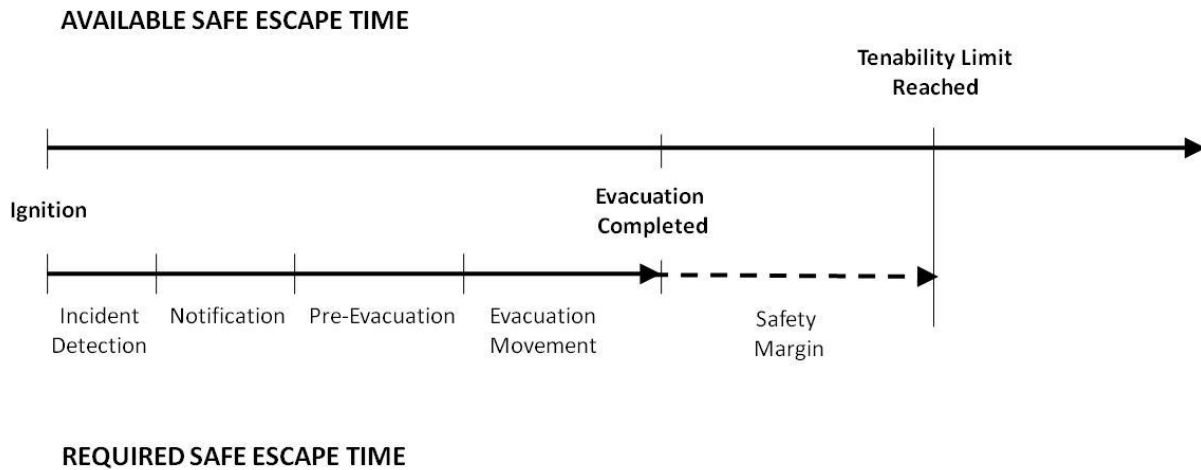 AVAILABLE SAFE ESCAPE TIME
Tenability Limit
Reached
Ignition
Evacuation
Completed
Incident
Detection
Notification
Pre-Evacuation
Evacuation
Movement
Safety
Margin
REQUIRED SAFE ESCAPE TIME